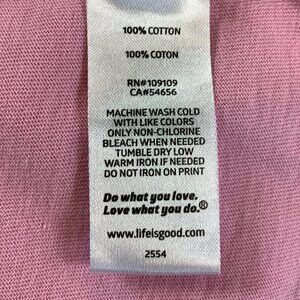 100% COTTON
100% COTON
RN#109109
CA#54656
MACHINE WASH COLD
WITH LIKE COLORS
ONLY NON-CHLORINE
BLEACH WHEN NEEDED
TUMBLE DRY LOW
WARM IRON IF NEEDED
DO NOT IRON ON PRINT
Do what you love.
Love what you do.®
www.lifeisgood.com
2554